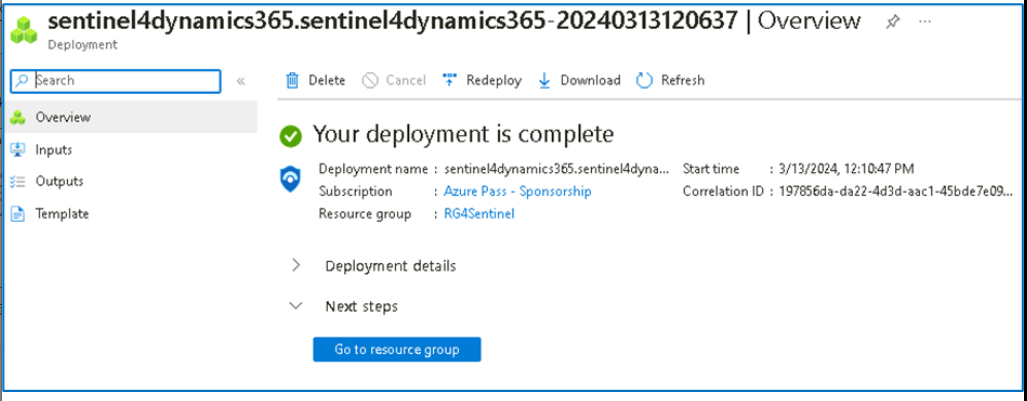 sentinel4dynamics365.sentinel4dynamics365-20240313120637 | Overview ...
Deployment
Search «
Delete Cancel Redeploy Download Refresh
Overview
Inputs
Outputs
Template
Your deployment is complete
Deployment name : sentinel4dynamics365.sentinel4dyna... Start time : 3/13/2024, 12:10:47 PM
Subscription : Azure Pass - Sponsorship Correlation ID : 197856da-da22-4d3d-aac1-45bde7e09...
Resource group : RG4Sentinel
Deployment details
Next steps
Go to resource group